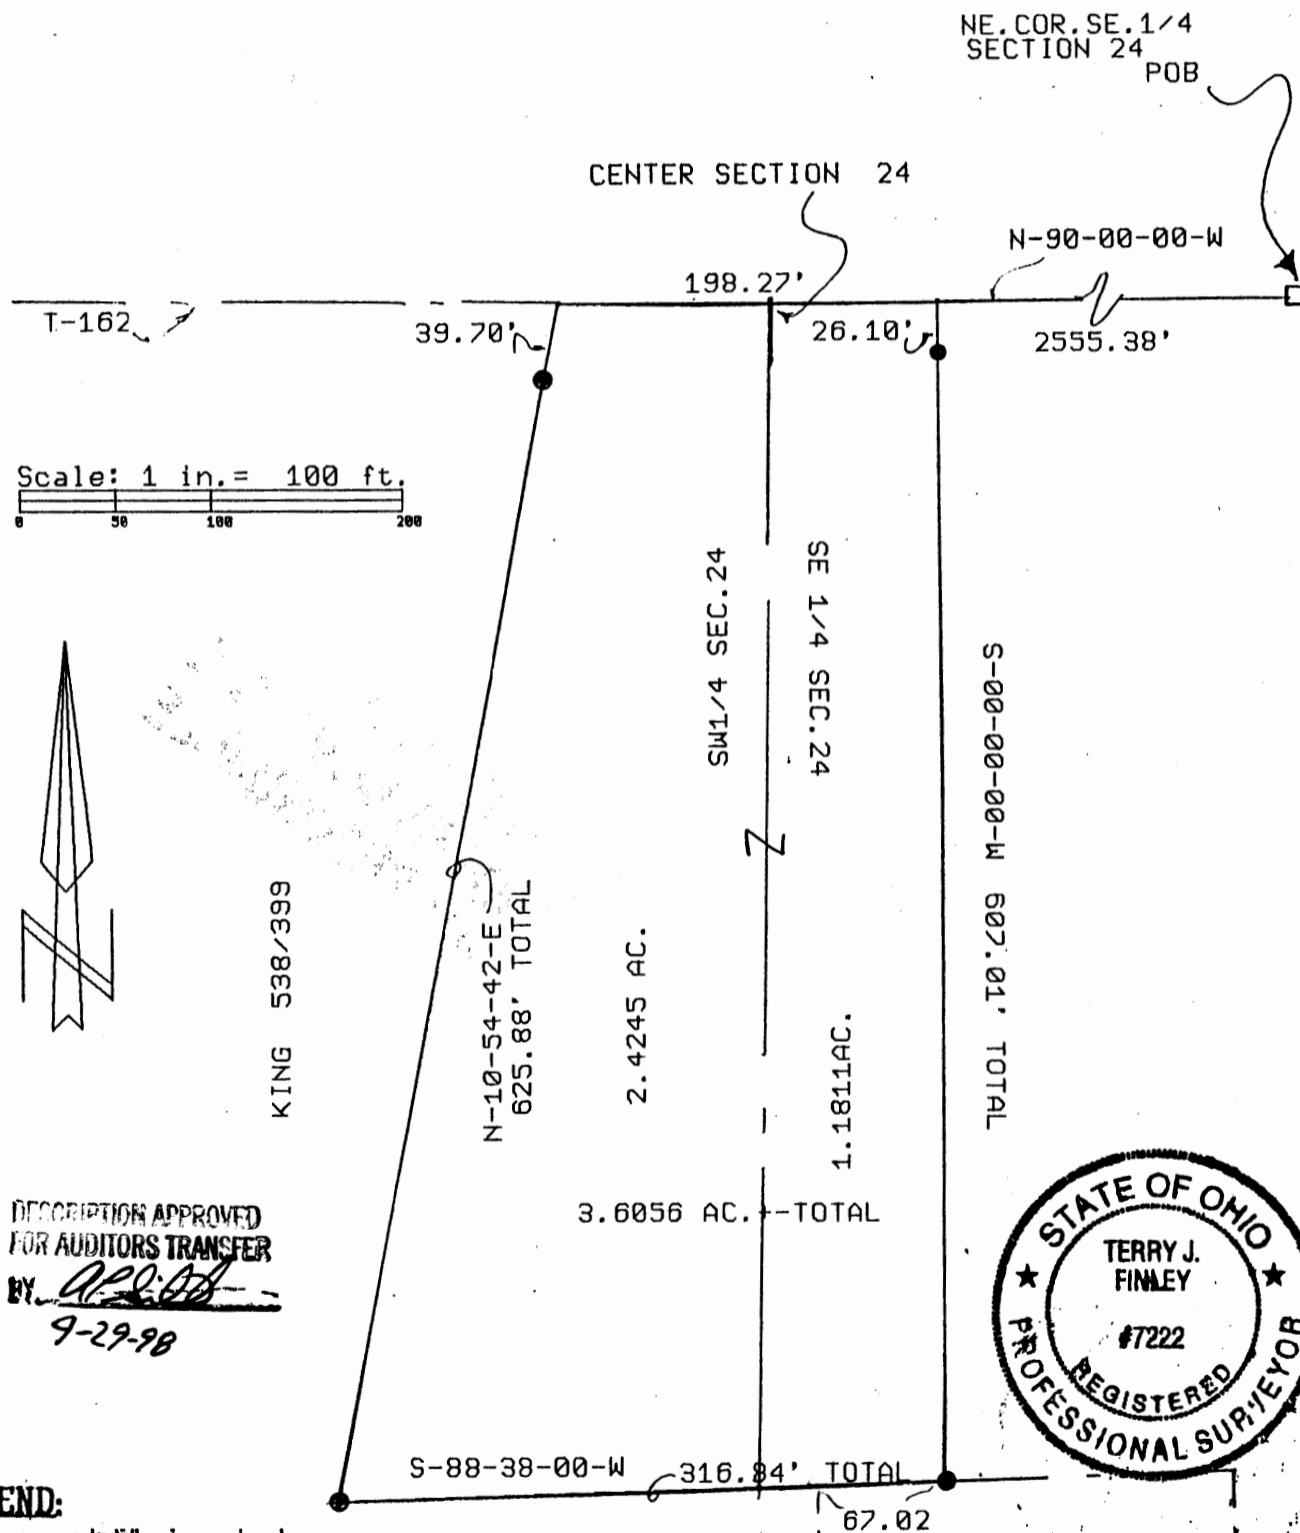 NE.COR.SE.1/4
SECTION 24
POB
CENTER SECTION 24
N-90-00-00-W
198.27'
T-162
39.70'
26.10'
2555.38'
Scale: 1 in.= 100 ft.
0 50 100 200
SW1/4 SEC.24
SE 1/4 SEC.24
S-00-00-00-W 607.01' TOTAL
KING 538/399
N-10-54-42-E
625.88' TOTAL
2.4245 AC.
1.1811AC.
3.6056 AC.--TOTAL
DESCRIPTION APPROVED
FOR AUDITORS TRANSFER
BY
9-29-98
STATE OF OHIO
TERRY J.
FINLEY
#7222
REGISTERED
PROFESSIONAL SURVEYOR
S-88-38-00-W 316.84' TOTAL
67.02
END: